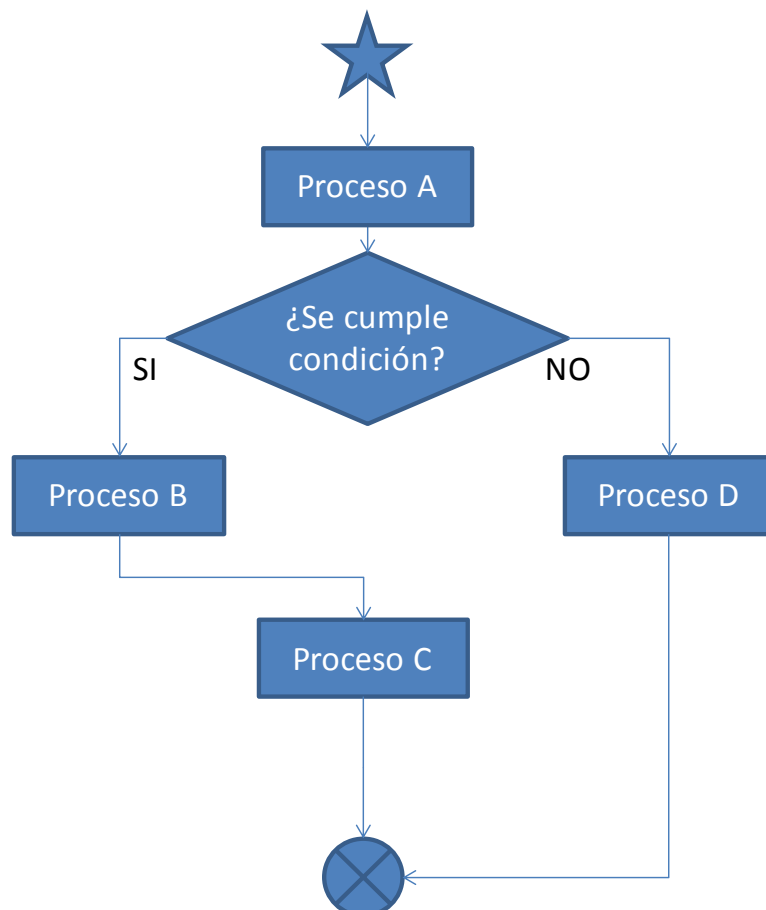 Proceso A
¿Se cumple
condición?
SI
NO
Proceso B
Proceso D
Proceso C